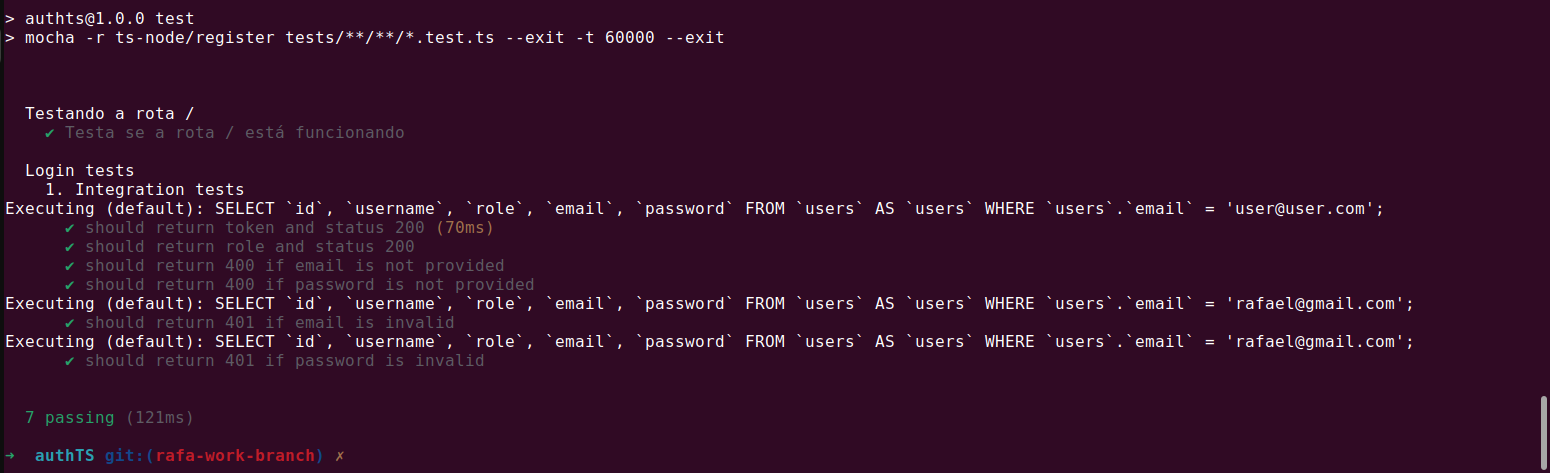 > authts@1.0.0 test
> mocha -r ts-node/register tests/**/**/*.test.ts --exit -t 60000 --exit
Testando a rota /
✔ Testa se a rota / está funcionando
Login tests
1. Integration tests
Executing (default): SELECT `id`, `username`, `role`, `email`, `password` FROM `users` AS `users` WHERE `users`.`email` = 'user@user.com';
✔ should return token and status 200 (70ms)
✔ should return role and status 200
✔ should return 400 if email is not provided
✔ should return 400 if password is not provided
Executing (default): SELECT `id`, `username`, `role`, `email`, `password` FROM `users` AS `users` WHERE `users`.`email` = 'rafael@gmail.com';
✔ should return 401 if email is invalid
Executing (default): SELECT `id`, `username`, `role`, `email`, `password` FROM `users` AS `users` WHERE `users`.`email` = 'rafael@gmail.com';
✔ should return 401 if password is invalid
7 passing (121ms)
➜ authTS git:(rafa-work-branch) ✗